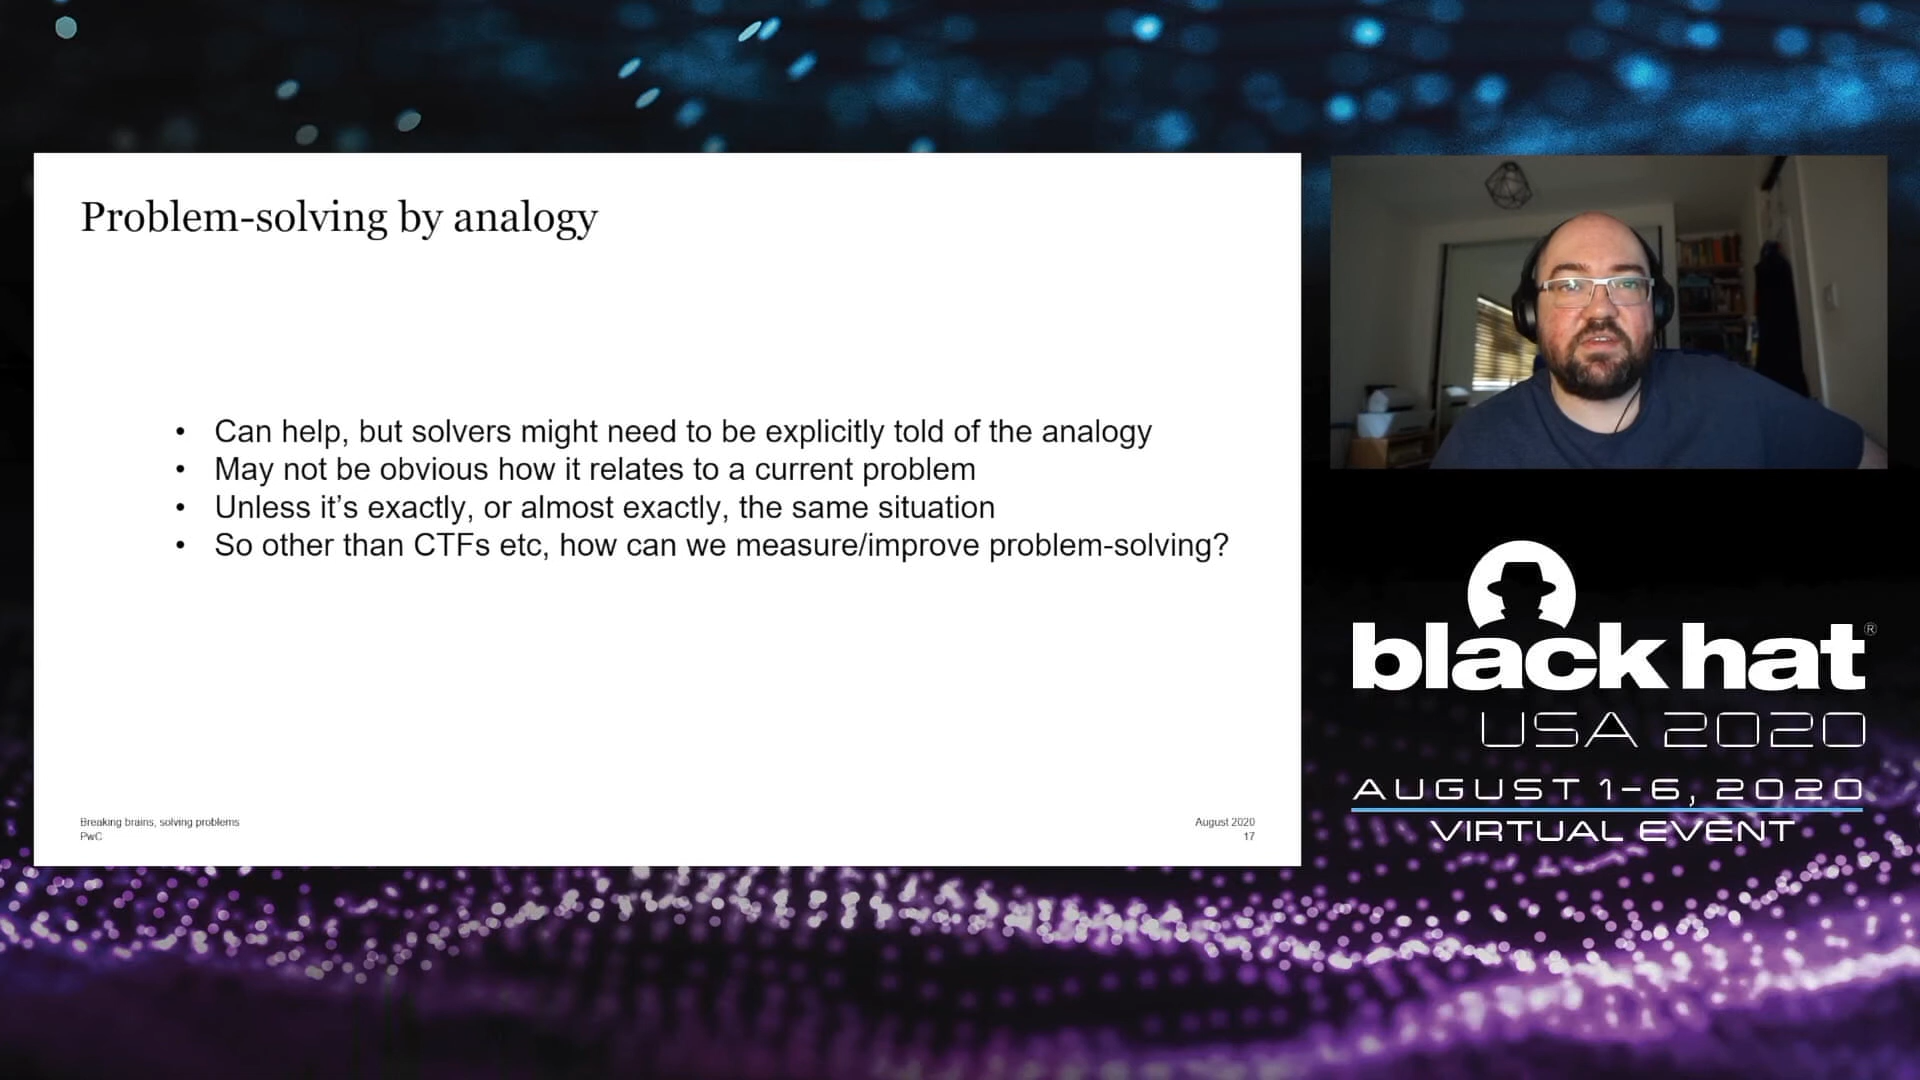 Problem-solving by analogy
• Can help, but solvers might need to be explicitly told of the analogy
• May not be obvious how it relates to a current problem
• Unless it’s exactly, or almost exactly, the same situation
• So other than CTFs etc, how can we measure/improve problem-solving?
Breaking brains, solving problems
PwC
August 2020
17
black hat®
USA 2020
AUGUST 1-6, 2020
VIRTUAL EVENT